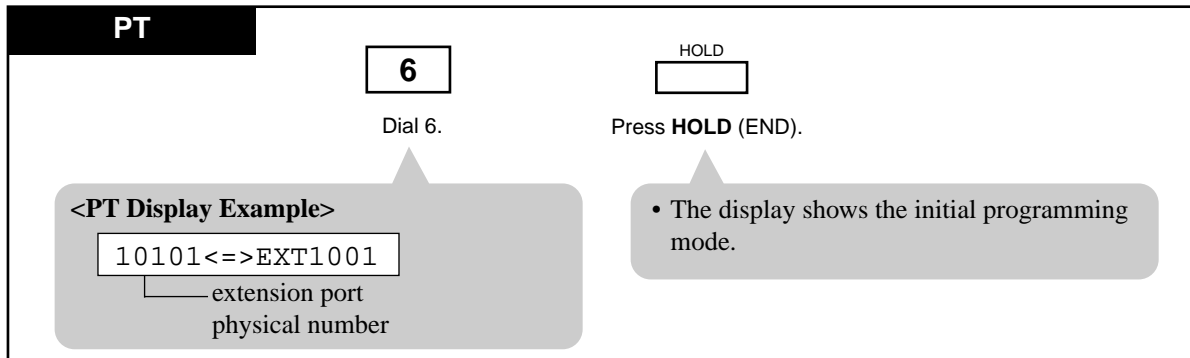 PT
6
HOLD
Dial 6.
Press HOLD (END).
<PT Display Example>
10101<=>EXT1001
extension port
physical number
• The display shows the initial programming
mode.